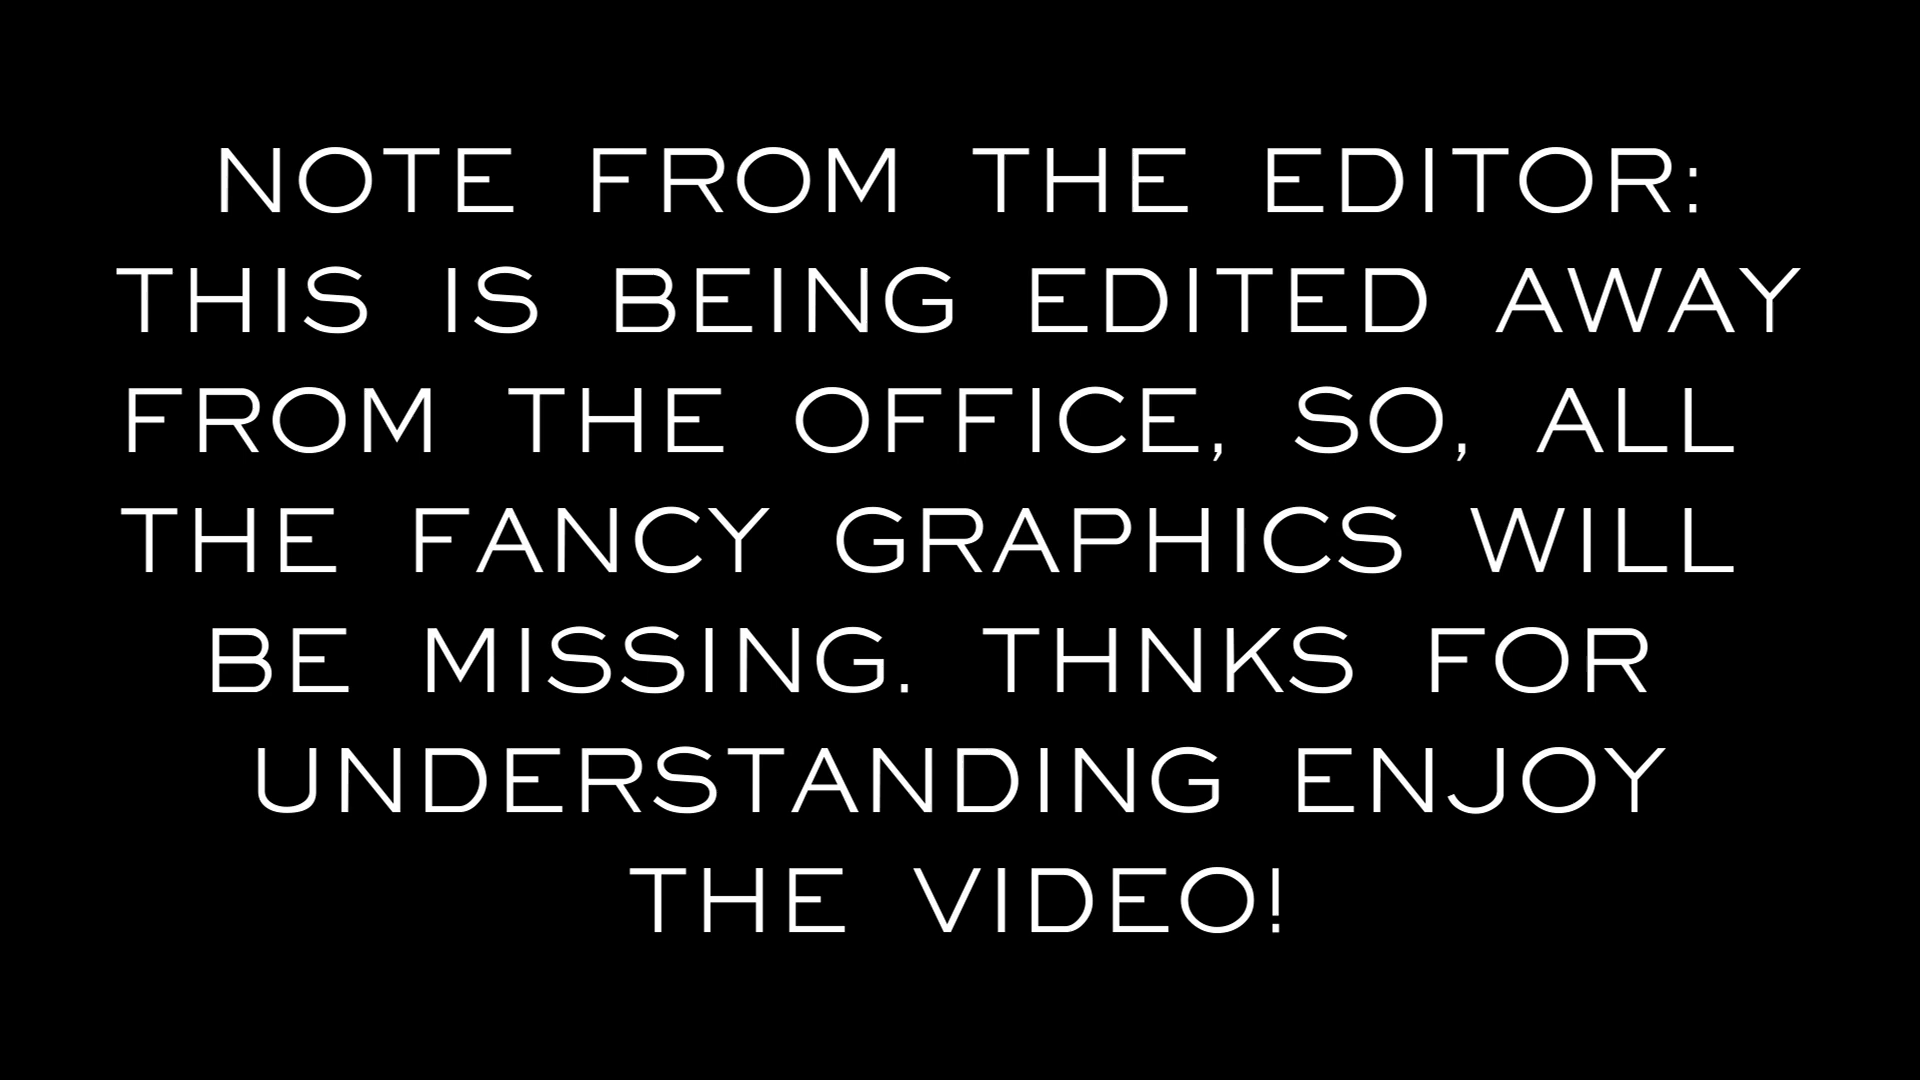 NOTE FROM THE EDITOR:
THIS IS BEING EDITED AWAY
FROM THE OFFICE, SO, ALL
THE FANCY GRAPHICS WILL
BE MISSING. THNKS FOR
UNDERSTANDING ENJOY
THE VIDEO!